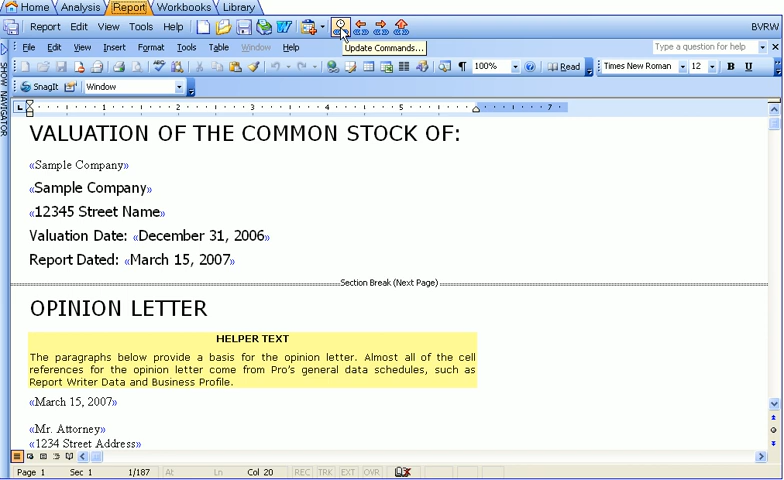 Home Analysis Report Workbooks Library
Report Edit View Tools Help BVRW
Update Commands...
File Edit View Insert Format Tools Table Window Help Type a question for help
100% Read Times New Roman 12 B U
SnagIt Window
SHOW NAVIGATOR
1 2 3 4 5 7
VALUATION OF THE COMMON STOCK OF:
«Sample Company»
«Sample Company»
«12345 Street Name»
Valuation Date: «December 31, 2006»
Report Dated: «March 15, 2007»
Section Break (Next Page)
OPINION LETTER
HELPER TEXT
The paragraphs below provide a basis for the opinion letter. Almost all of the cell
references for the opinion letter come from Pro's general data schedules, such as
Report Writer Data and Business Profile.
«March 15, 2007»
«Mr. Attorney»
«1234 Street Address»
Page 1 Sec 1 1/187 At Ln Col 20 REC TRK EXT OVR